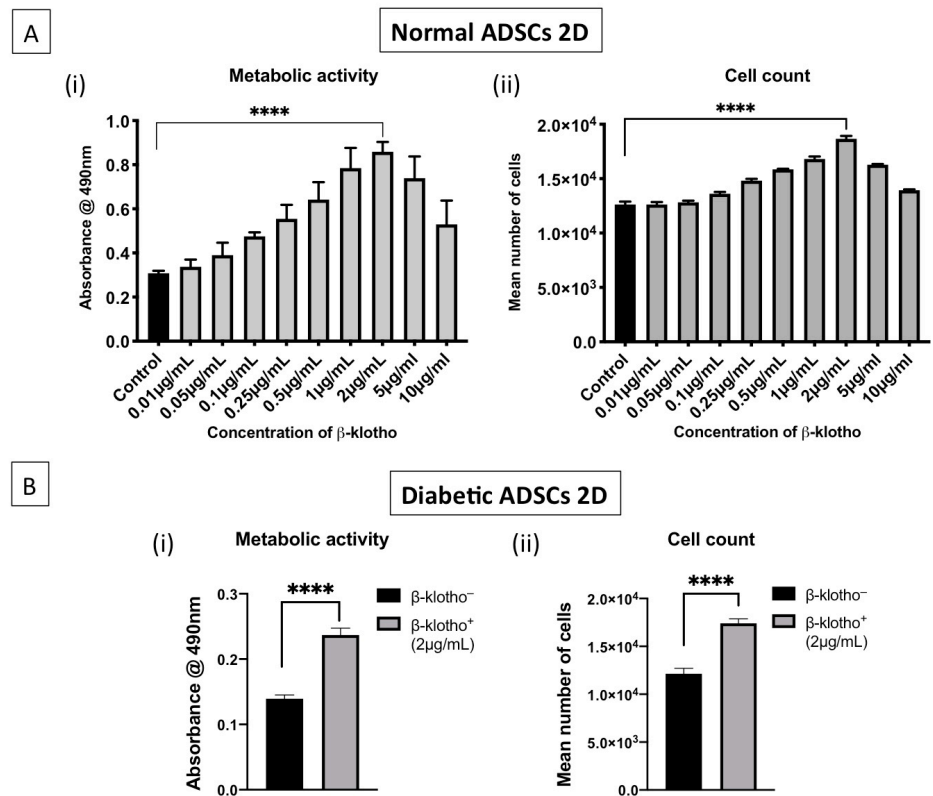 A
Normal ADSCs 2D
(i)
Metabolic activity
****
Absorbance @ 490nm
1.0
0.8
0.6
0.4
0.2
0.0
Control
0.01µg/mL
0.05µg/mL
0.1µg/mL
0.25µg/mL
0.5µg/mL
1µg/mL
2µg/mL
5µg/ml
10µg/ml
Concentration of β-klotho
(ii)
Cell count
****
Mean number of cells
2.0×10⁴
1.5×10⁴
1.0×10⁴
5.0×10³
0.0
Control
0.01µg/mL
0.05µg/mL
0.1µg/mL
0.25µg/mL
0.5µg/mL
1µg/mL
2µg/mL
5µg/ml
10µg/ml
Concentration of β-klotho
B
Diabetic ADSCs 2D
(i)
Metabolic activity
****
Absorbance @ 490nm
0.3
0.2
0.1
0.0
β-klotho⁻
β-klotho⁺
(2µg/mL)
(ii)
Cell count
****
Mean number of cells
2.0×10⁴
1.5×10⁴
1.0×10⁴
5.0×10³
0.0
β-klotho⁻
β-klotho⁺
(2µg/mL)